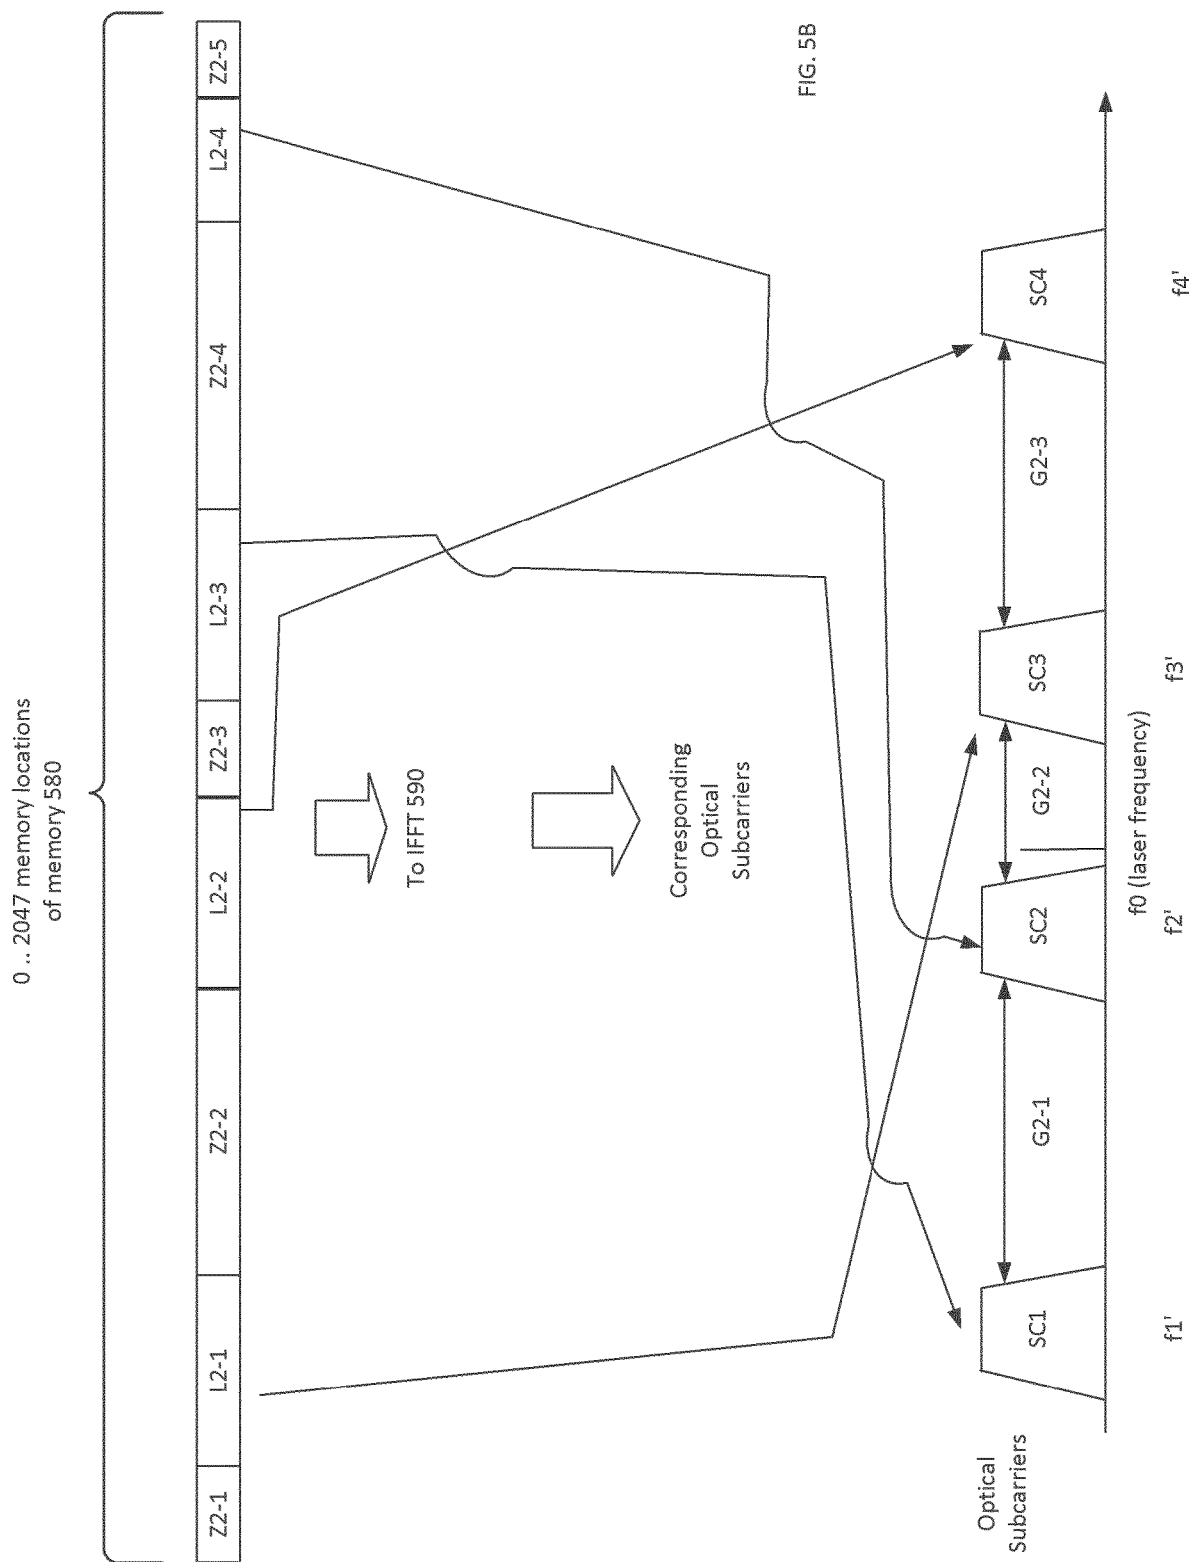 0 .. 2047 memory locations
of memory 580
Z2-1
L2-1
Z2-2
L2-2
Z2-3
L2-3
Z2-4
L2-4
Z2-5
To IFFT 590
Corresponding
Optical
Subcarriers
FIG. 5B
Optical
Subcarriers
SC1
G2-1
SC2
G2-2
SC3
G2-3
SC4
f0 (laser frequency)
f1'
f2'
f3'
f4'